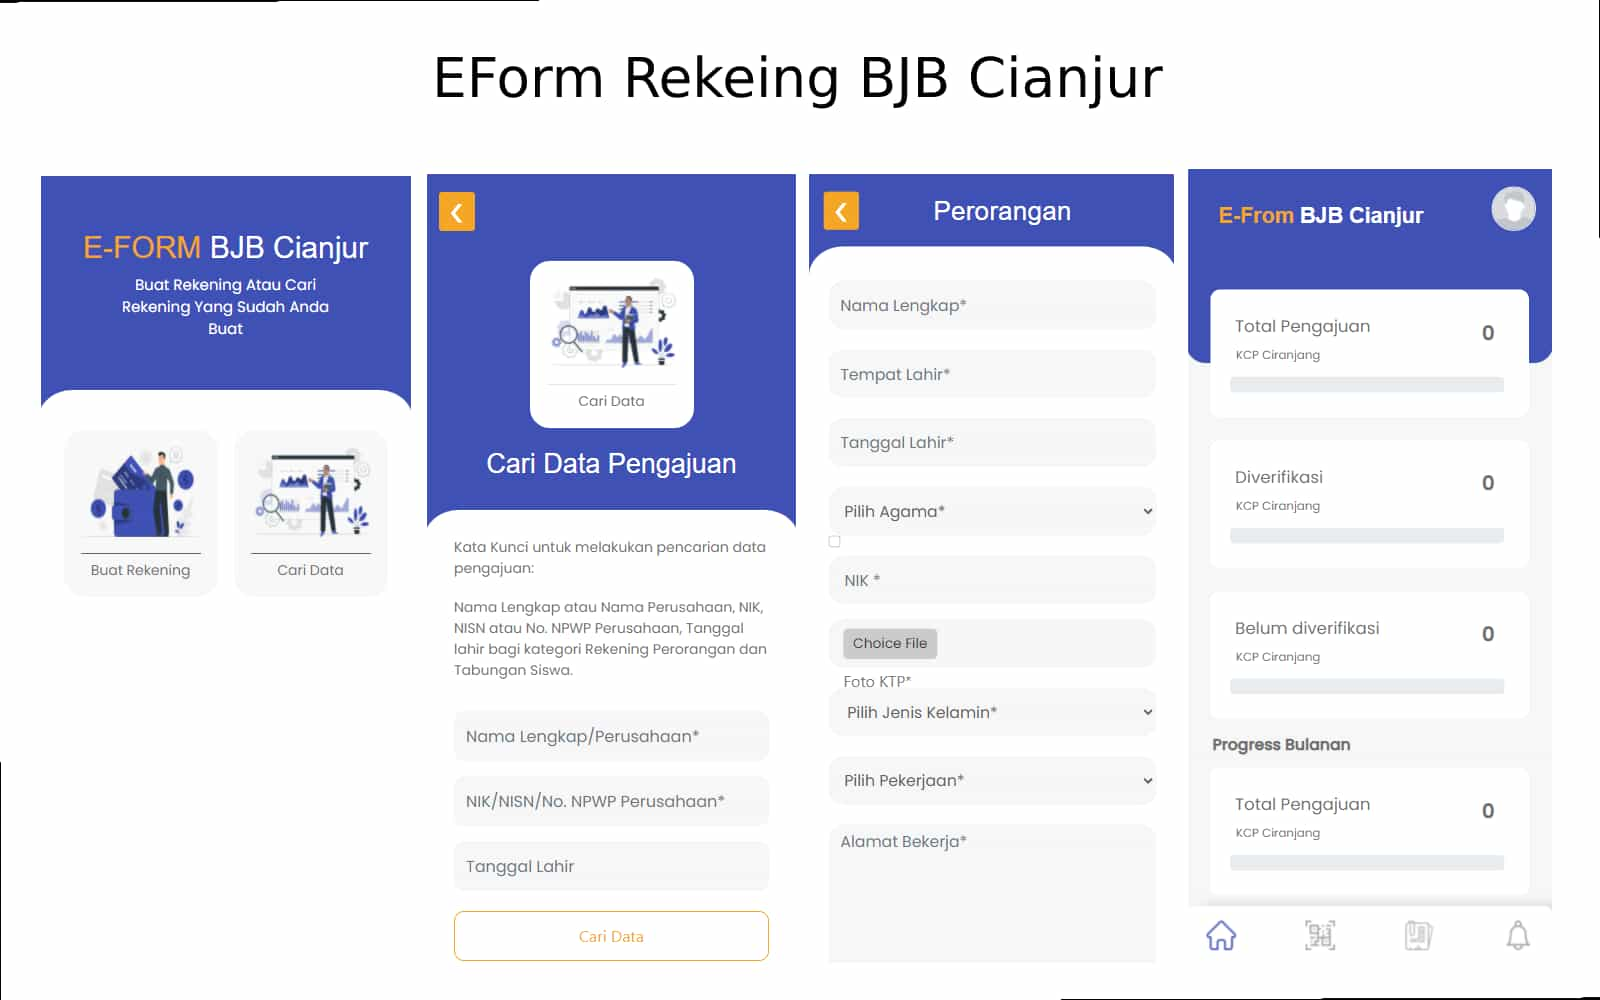 EForm Rekeing BJB Cianjur
E-FORM BJB Cianjur
Buat Rekening Atau Cari
Rekening Yang Sudah Anda
Buat
Buat Rekening
Cari Data
Cari Data
Cari Data Pengajuan
Kata Kunci untuk melakukan pencarian data
pengajuan:
Nama Lengkap atau Nama Perusahaan, NIK,
NISN atau No. NPWP Perusahaan, Tanggal
lahir bagi kategori Rekening Perorangan dan
Tabungan Siswa.
Nama Lengkap/Perusahaan*
NIK/NISN/No. NPWP Perusahaan*
Tanggal Lahir
Cari Data
Perorangan
Nama Lengkap*
Tempat Lahir*
Tanggal Lahir*
Pilih Agama*
NIK *
Choice File
Foto KTP*
Pilih Jenis Kelamin*
Pilih Pekerjaan*
Alamat Bekerja*
E-From BJB Cianjur
Total Pengajuan
0
KCP Ciranjang
Diverifikasi
0
KCP Ciranjang
Belum diverifikasi
0
KCP Ciranjang
Progress Bulanan
Total Pengajuan
0
KCP Ciranjang